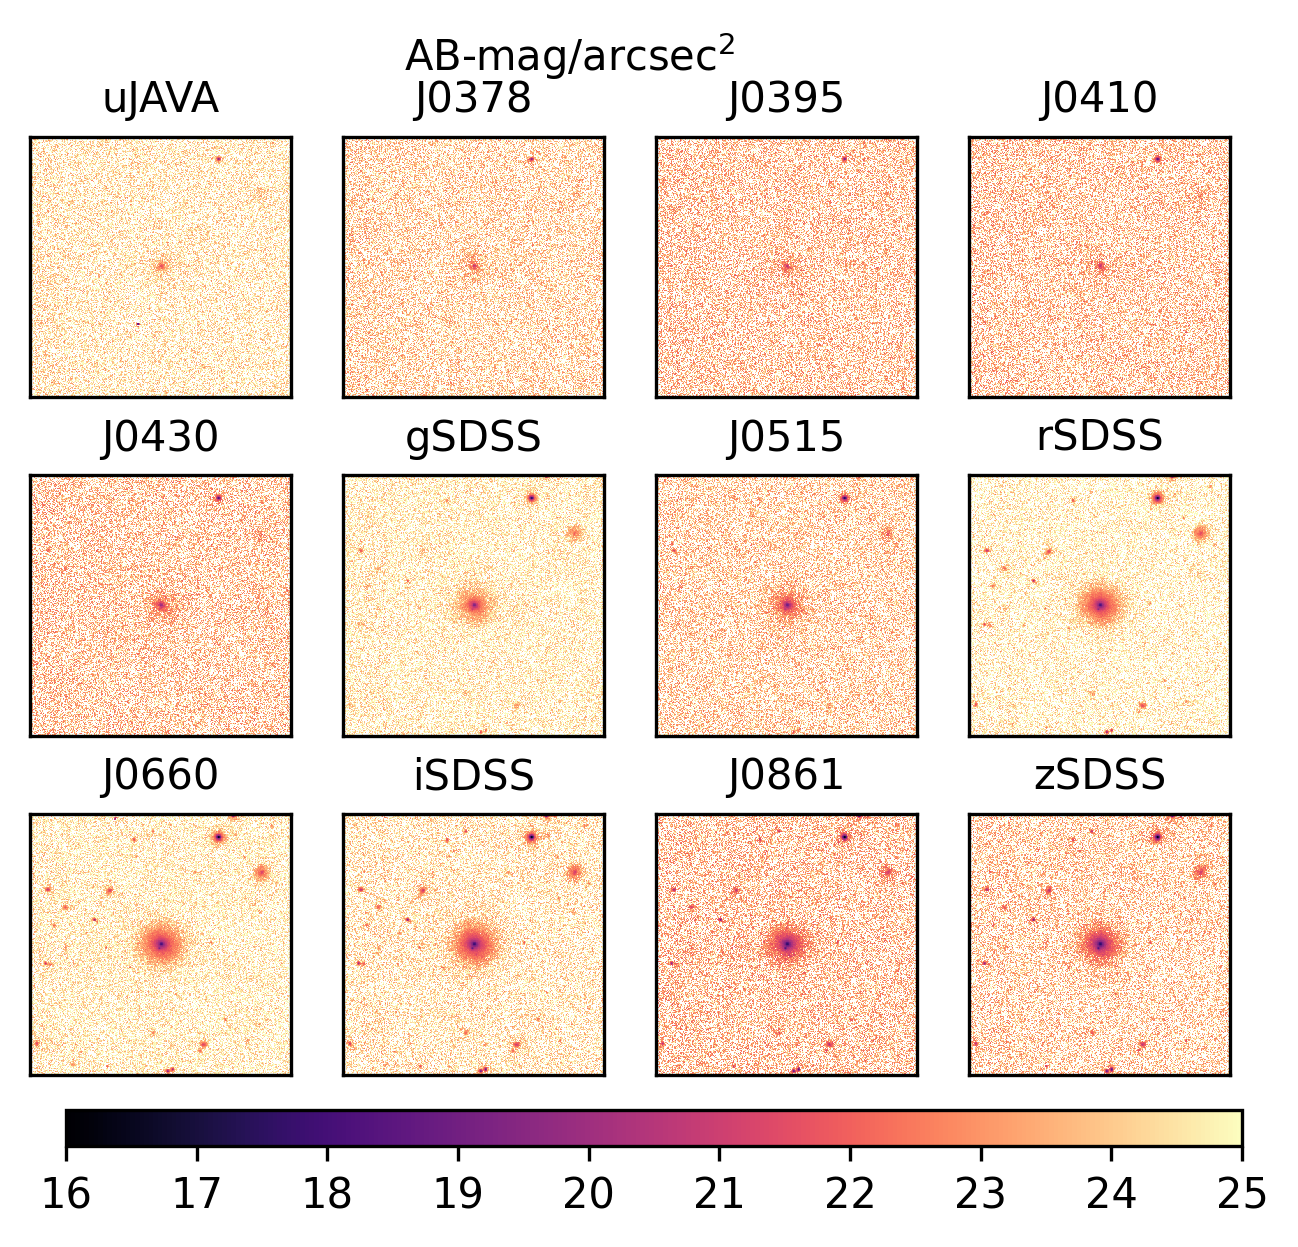 AB-mag/arcsec²
uJAVA J0378 J0395 J0410
J0430 gSDSS J0515 rSDSS
J0660 iSDSS J0861 zSDSS
16 17 18 19 20 21 22 23 24 25